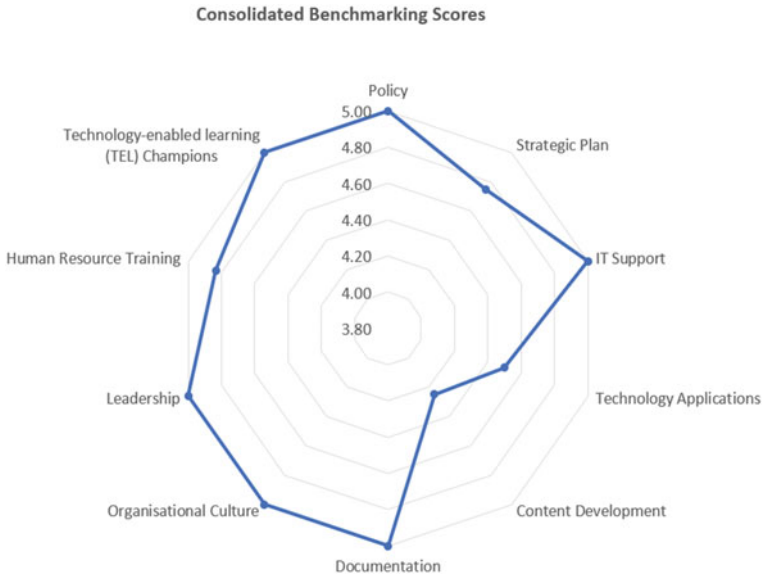 Consolidated Benchmarking Scores
Policy
5.00
Technology-enabled learning
(TEL) Champions
Strategic Plan
4.80
4.60
4.40
Human Resource Training
4.20
IT Support
4.00
3.80
Leadership
Technology Applications
Organisational Culture
Content Development
Documentation